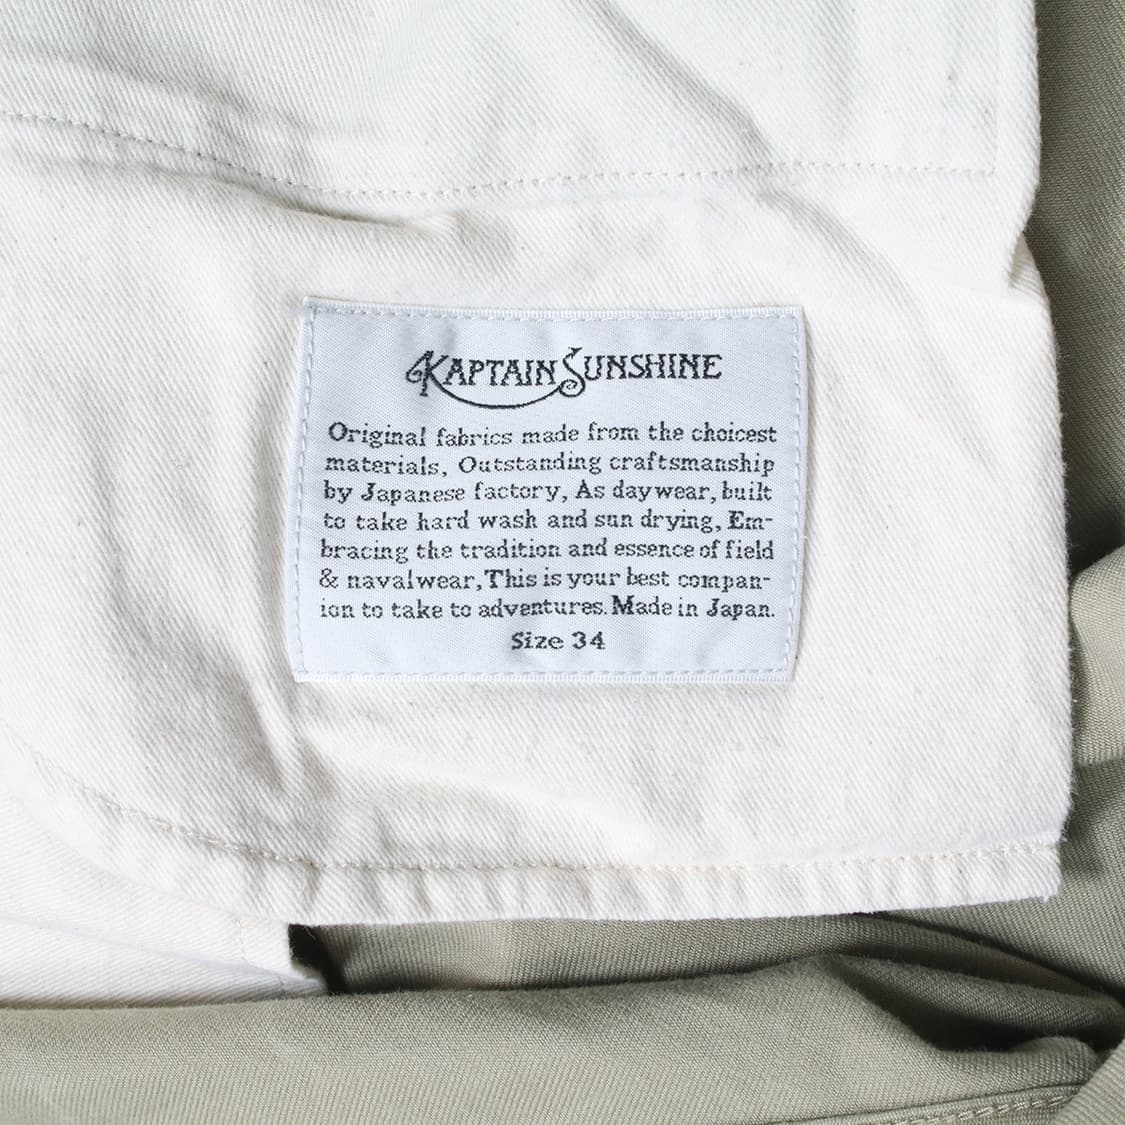 KAPTAIN SUNSHINE
Original fabrics made from the choicest
materials, Outstanding craftsmanship
by Japanese factory, As daywear, built
to take hard wash and sun drying, Em-
bracing the tradition and essence of field
& navalwear, This is your best compan-
ion to take to adventures. Made in Japan.
Size 34